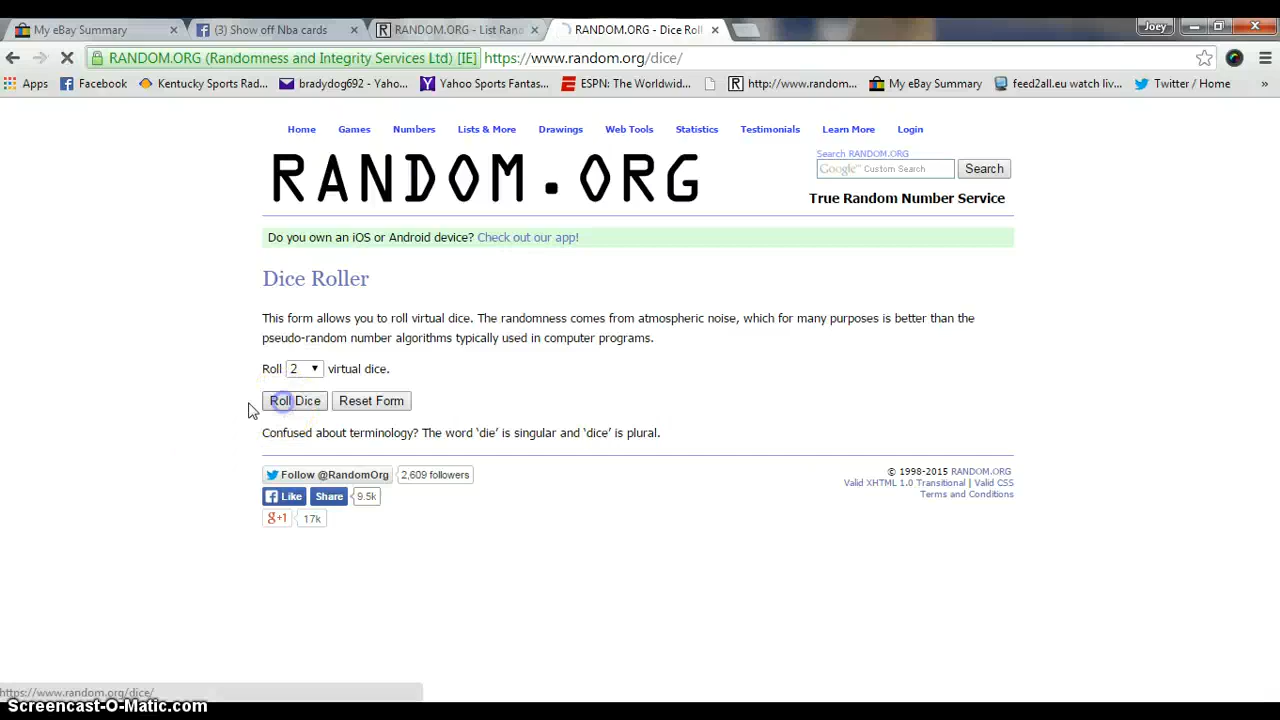 My eBay Summary
(3) Show off Nba cards
RANDOM.ORG - List Rand
RANDOM.ORG - Dice Roll
Joey
RANDOM.ORG (Randomness and Integrity Services Ltd) [IE]
https://www.random.org/dice/
Apps
Facebook
Kentucky Sports Rad...
bradydog692 - Yaho...
Yahoo Sports Fantas...
ESPN: The Worldwid...
http://www.random...
My eBay Summary
feed2all.eu watch livi...
Twitter / Home
»
Home Games Numbers Lists & More Drawings Web Tools Statistics Testimonials Learn More Login
RANDOM.ORG
Search RANDOM.ORG
Google™ Custom Search
Search
True Random Number Service
Do you own an iOS or Android device? Check out our app!
Dice Roller
This form allows you to roll virtual dice. The randomness comes from atmospheric noise, which for many purposes is better than the
pseudo-random number algorithms typically used in computer programs.
Roll 2 virtual dice.
Roll Dice Reset Form
Confused about terminology? The word ‘die’ is singular and ‘dice’ is plural.
Follow @RandomOrg 2,609 followers
Like Share 9.5k
g+1 17k
© 1998-2015 RANDOM.ORG
Valid XHTML 1.0 Transitional | Valid CSS
Terms and Conditions
https://www.random.org/dice/
Screencast-O-Matic.com